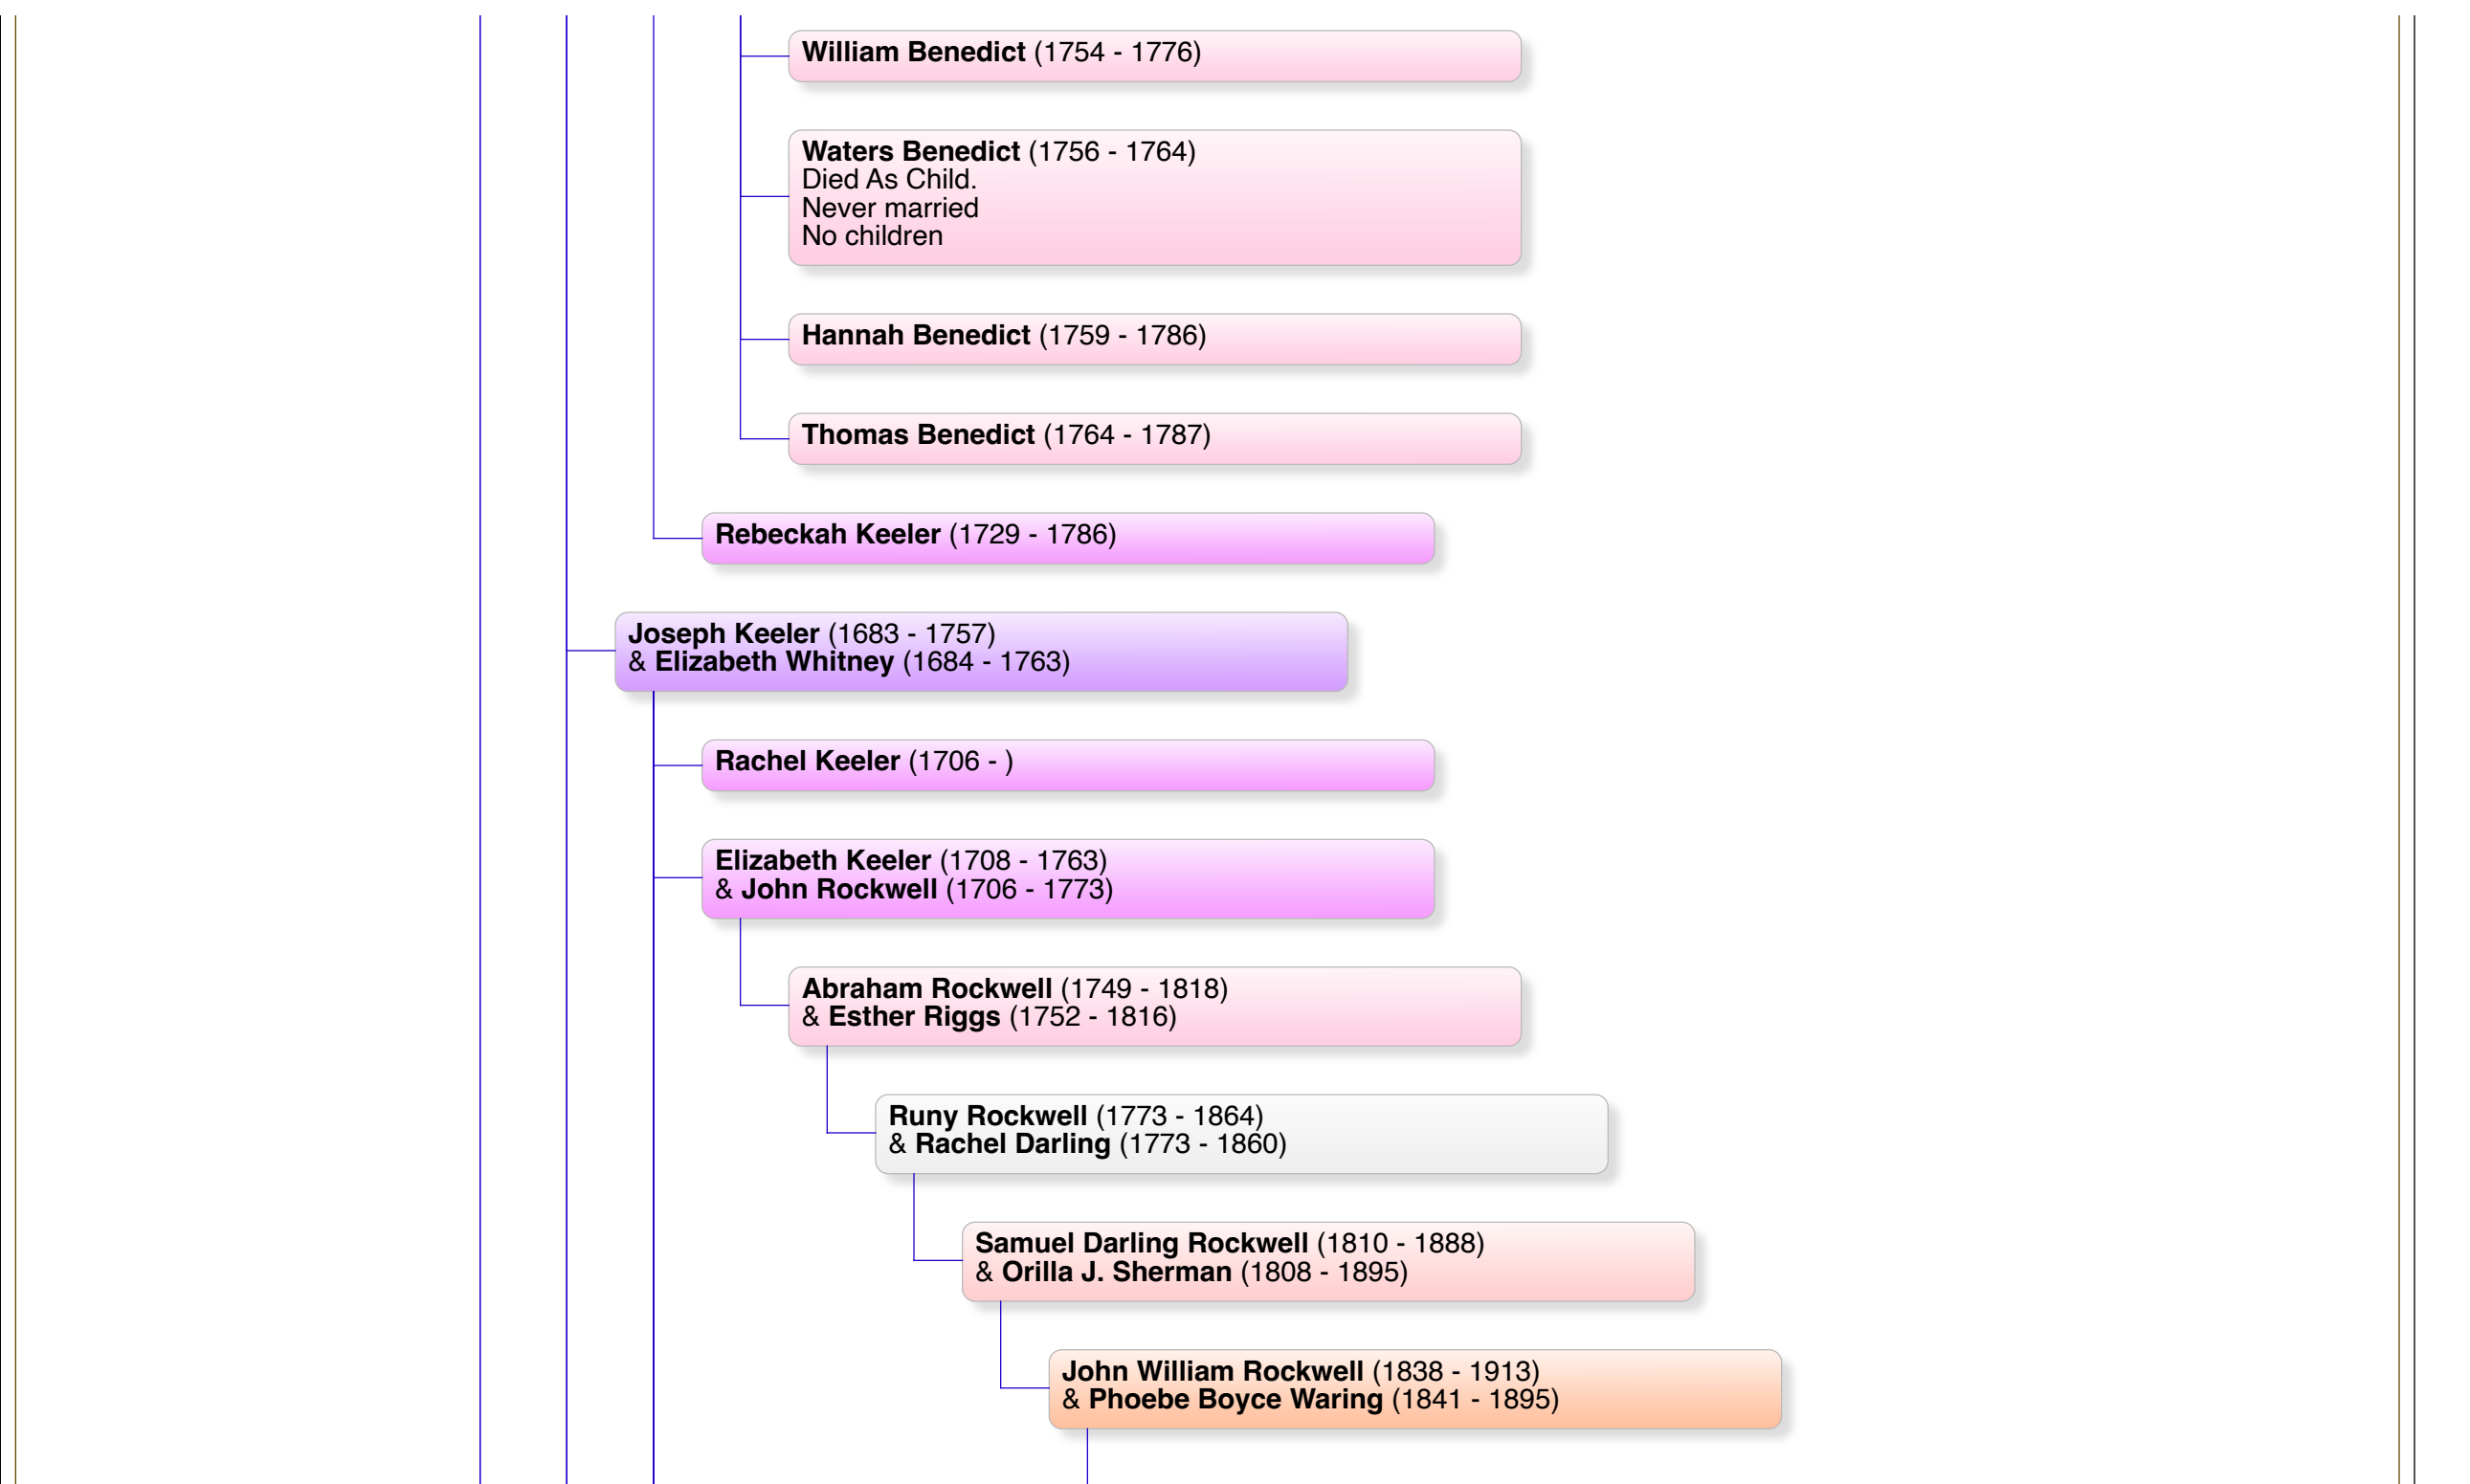 William Benedict (1754 - 1776)
Waters Benedict (1756 - 1764)
Died As Child.
Never married
No children
Hannah Benedict (1759 - 1786)
Thomas Benedict (1764 - 1787)
Rebeckah Keeler (1729 - 1786)
Joseph Keeler (1683 - 1757)
& Elizabeth Whitney (1684 - 1763)
Rachel Keeler (1706 - )
Elizabeth Keeler (1708 - 1763)
& John Rockwell (1706 - 1773)
Abraham Rockwell (1749 - 1818)
& Esther Riggs (1752 - 1816)
Runy Rockwell (1773 - 1864)
& Rachel Darling (1773 - 1860)
Samuel Darling Rockwell (1810 - 1888)
& Orilla J. Sherman (1808 - 1895)
John William Rockwell (1838 - 1913)
& Phoebe Boyce Waring (1841 - 1895)